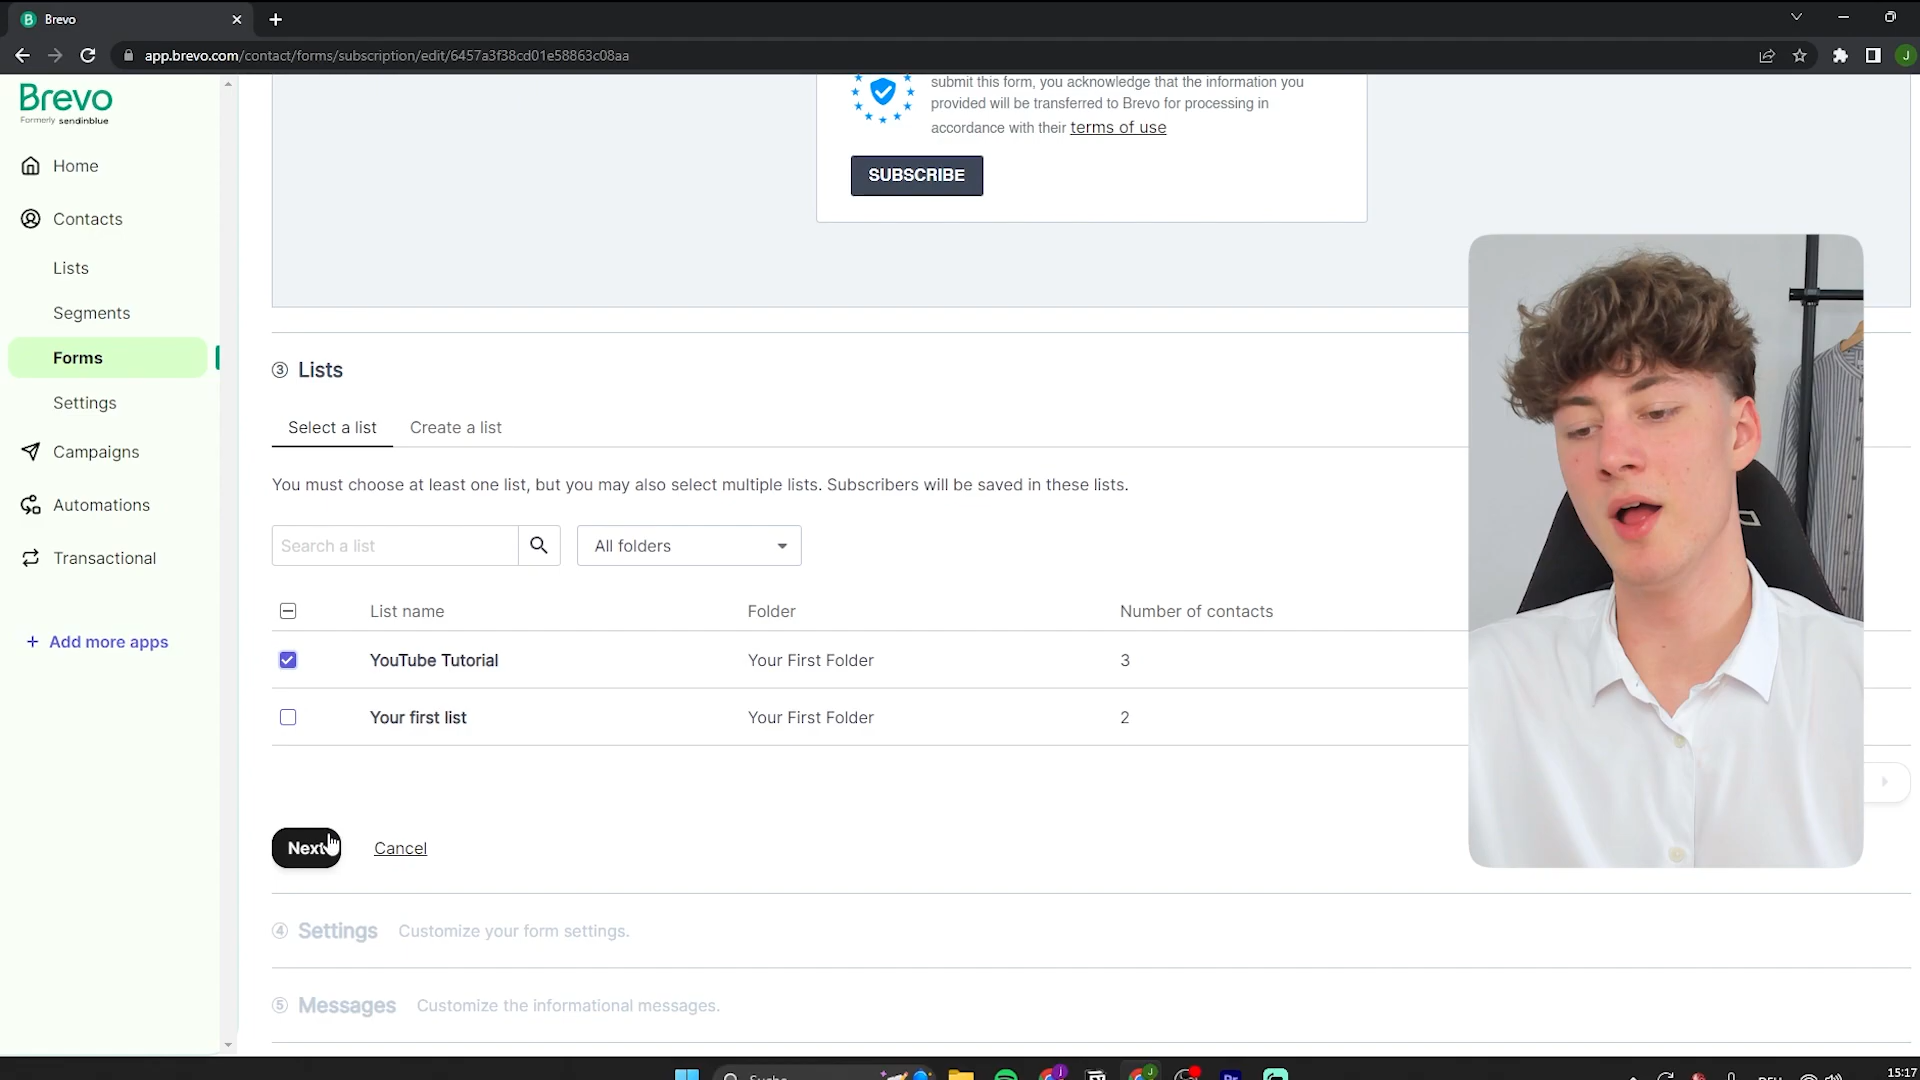 Brevo
app.brevo.com/contact/forms/subscription/edit/6457a3f38cd01e58863c08aa
J
Brevo
Formerly sendinblue
Home
Contacts
Lists
Segments
Forms
Settings
Campaigns
Automations
Transactional
+ Add more apps
submit this form, you acknowledge that the information you
provided will be transferred to Brevo for processing in
accordance with their terms of use
SUBSCRIBE
3 Lists
Select a list Create a list
You must choose at least one list, but you may also select multiple lists. Subscribers will be saved in these lists.
Search a list All folders
List name Folder Number of contacts
YouTube Tutorial Your First Folder 3
Your first list Your First Folder 2
Next Cancel
4 Settings Customize your form settings.
5 Messages Customize the informational messages.
15:17